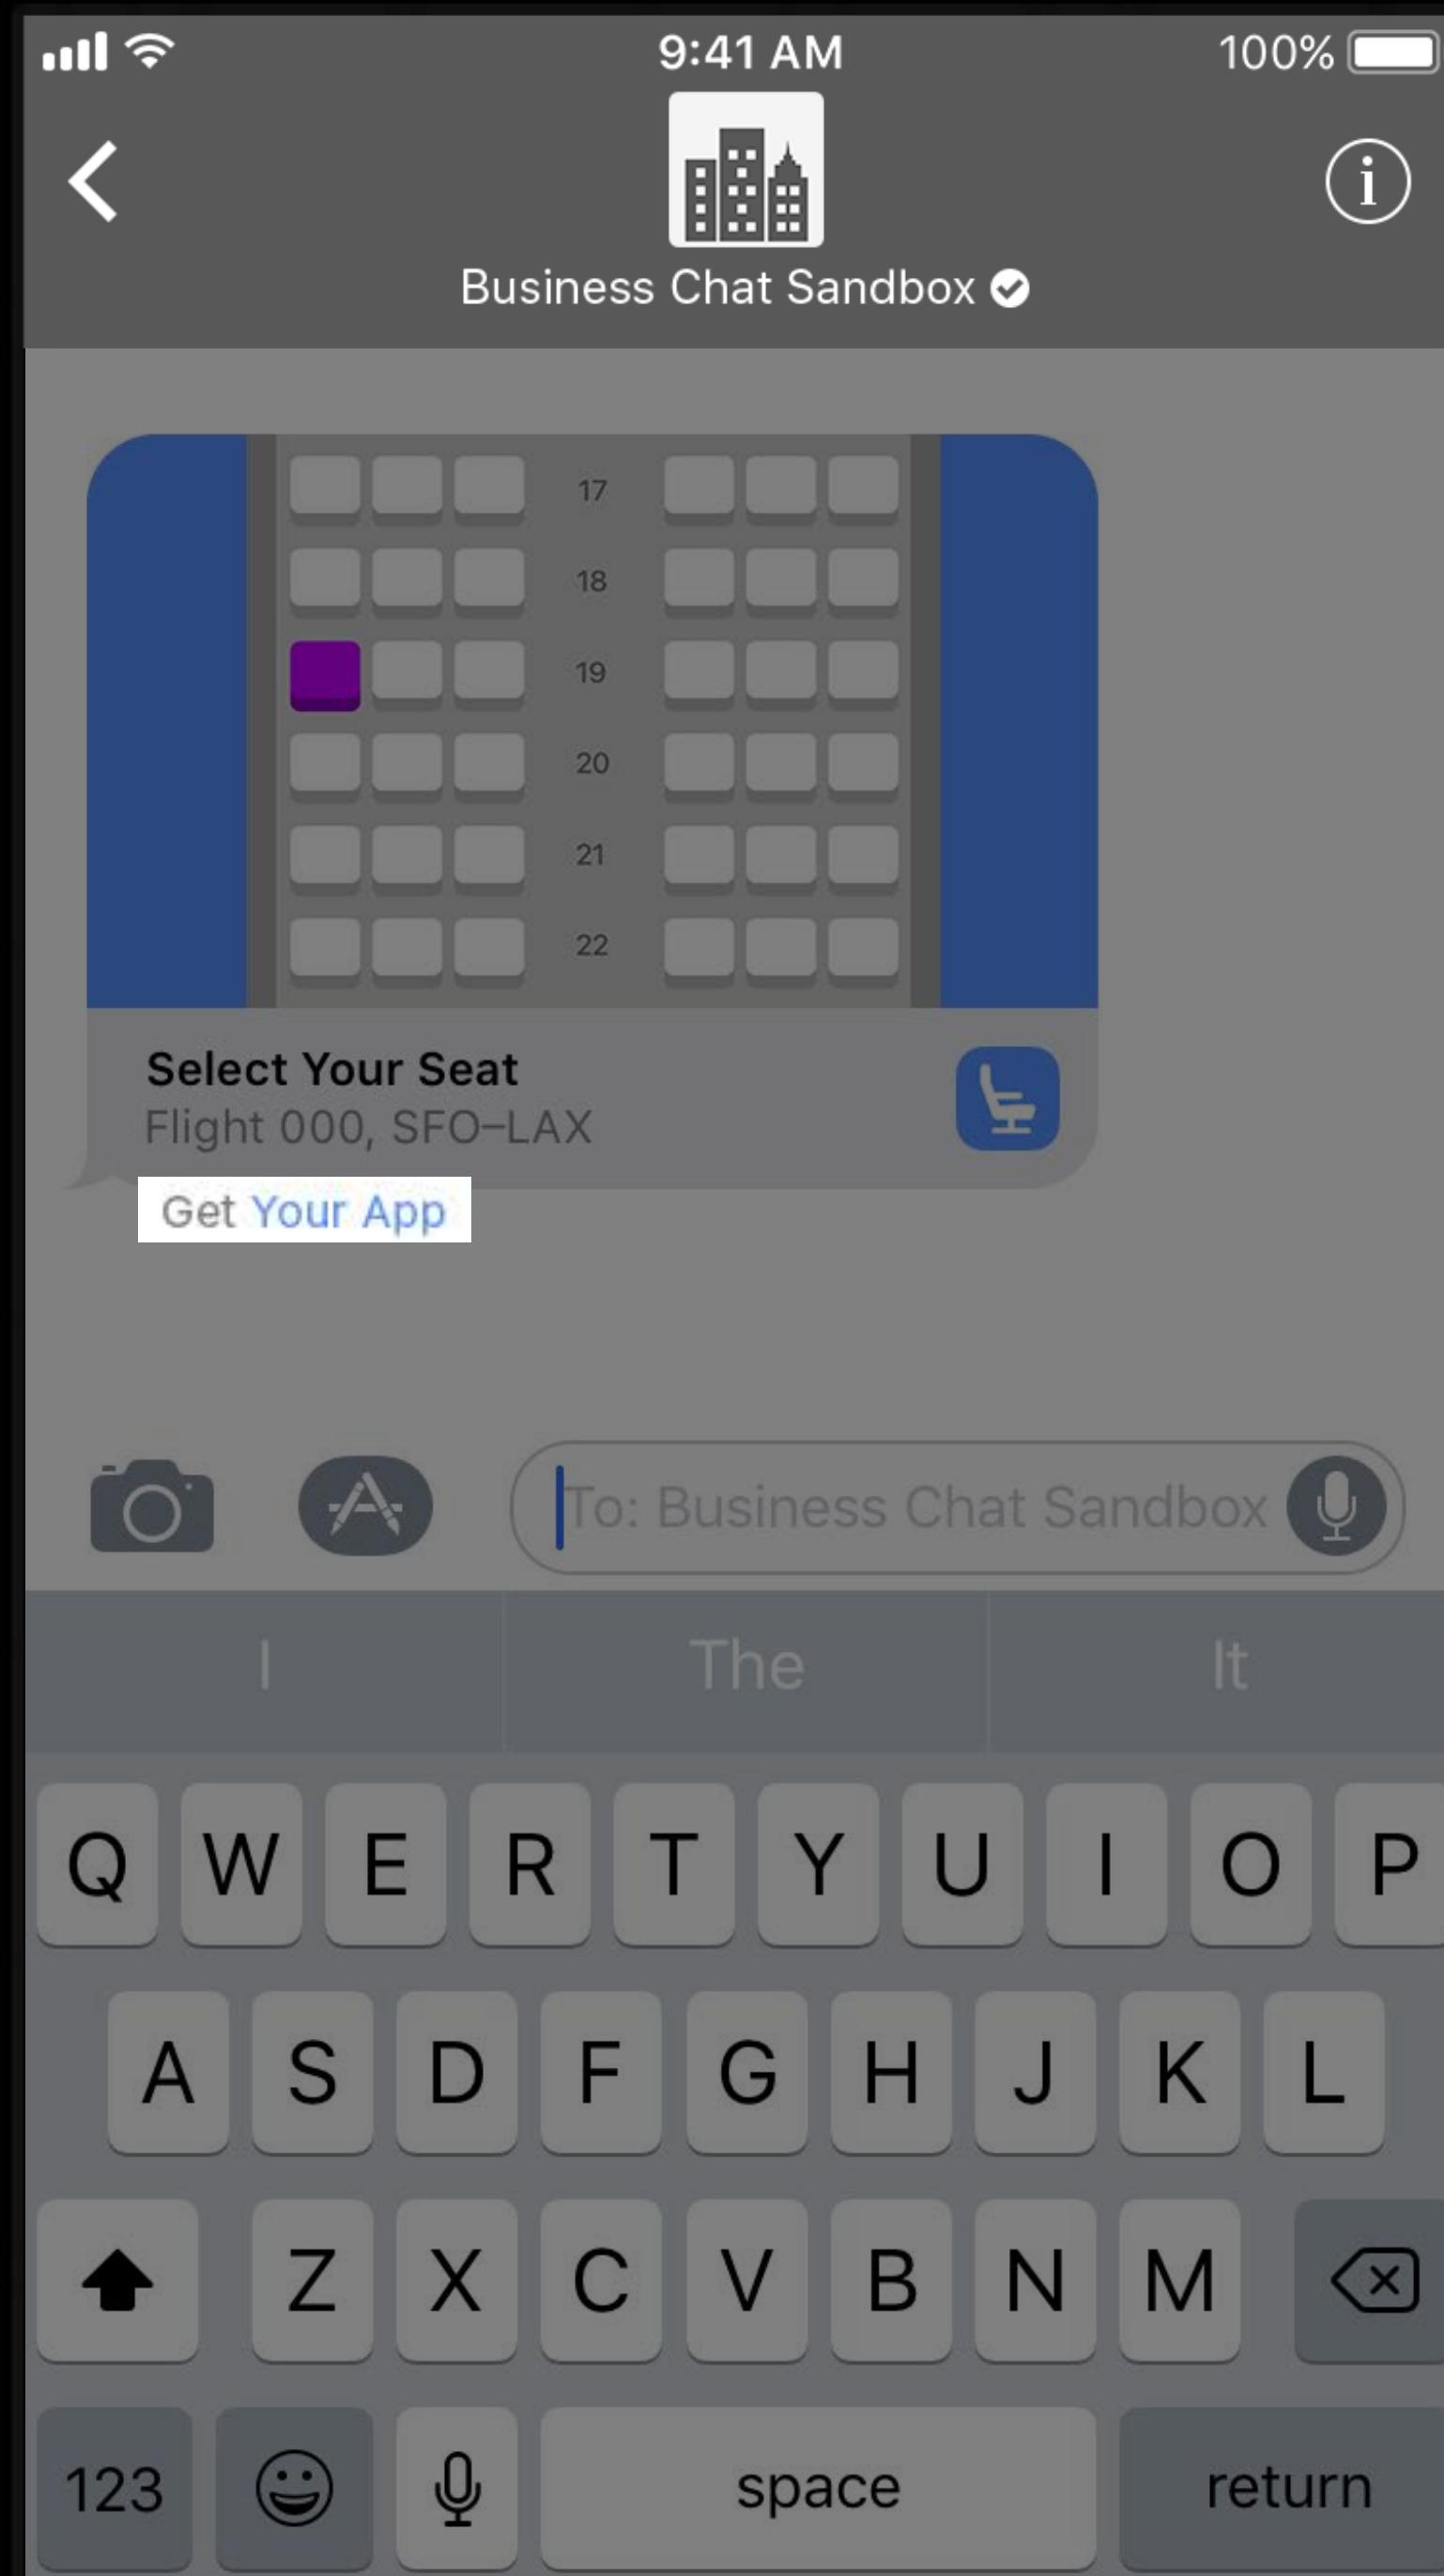 9:41 AM 100%
i
Business Chat Sandbox
17
18
19
20
21
22
Select Your Seat
Flight 000, SFO–LAX
Get Your App
To: Business Chat Sandbox
I The It
Q W E R T Y U I O P
A S D F G H J K L
Z X C V B N M
123 space return